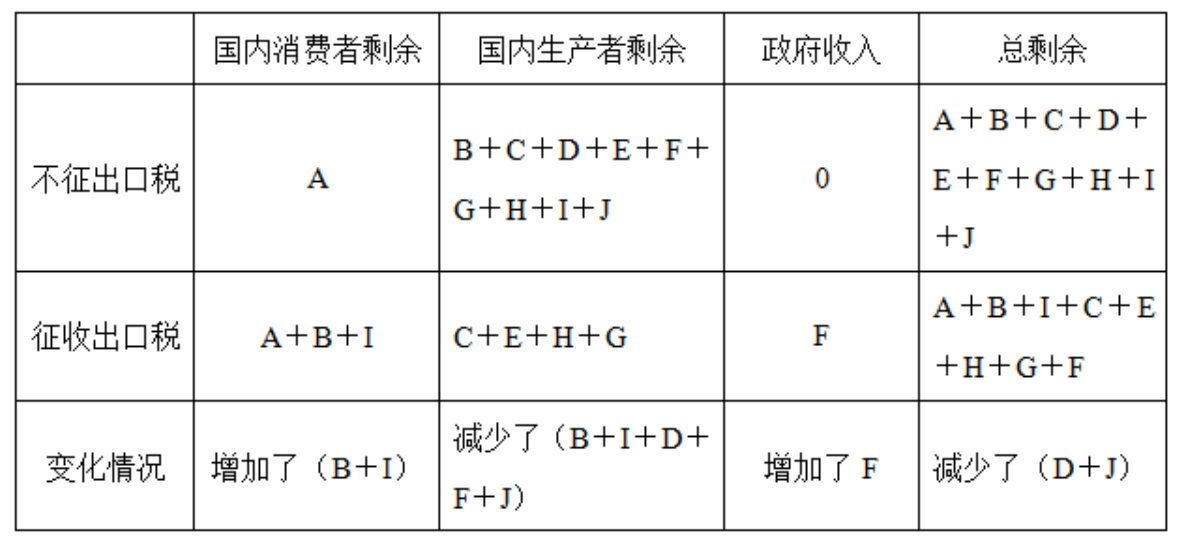 国内消费者剩余 国内生产者剩余 政府收入 总剩余
不征出口税 A B+C+D+E+F+ 0 A+B+C+D+
G+H+I+J E+F+G+H+I
+J
征收出口税 A+B+I C+E+H+G F A+B+I+C+E
+H+G+F
变化情况 增加了（B+I） 减少了（B+I+D+ 增加了 F 减少了（D+J）
F+J）